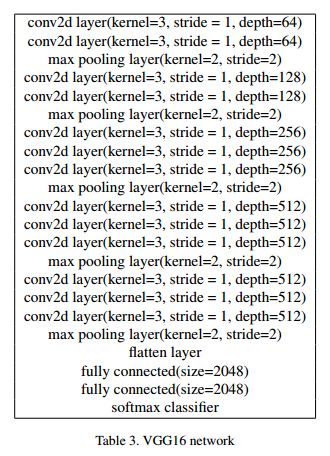 conv2d layer(kernel=3, stride = 1, depth=64)
conv2d layer(kernel=3, stride = 1, depth=64)
max pooling layer(kernel=2, stride=2)
conv2d layer(kernel=3, stride = 1, depth=128)
conv2d layer(kernel=3, stride = 1, depth=128)
max pooling layer(kernel=2, stride=2)
conv2d layer(kernel=3, stride = 1, depth=256)
conv2d layer(kernel=3, stride = 1, depth=256)
conv2d layer(kernel=3, stride = 1, depth=256)
max pooling layer(kernel=2, stride=2)
conv2d layer(kernel=3, stride = 1, depth=512)
conv2d layer(kernel=3, stride = 1, depth=512)
conv2d layer(kernel=3, stride = 1, depth=512)
max pooling layer(kernel=2, stride=2)
conv2d layer(kernel=3, stride = 1, depth=512)
conv2d layer(kernel=3, stride = 1, depth=512)
conv2d layer(kernel=3, stride = 1, depth=512)
max pooling layer(kernel=2, stride=2)
flatten layer
fully connected(size=2048)
fully connected(size=2048)
softmax classifier
Table 3. VGG16 network